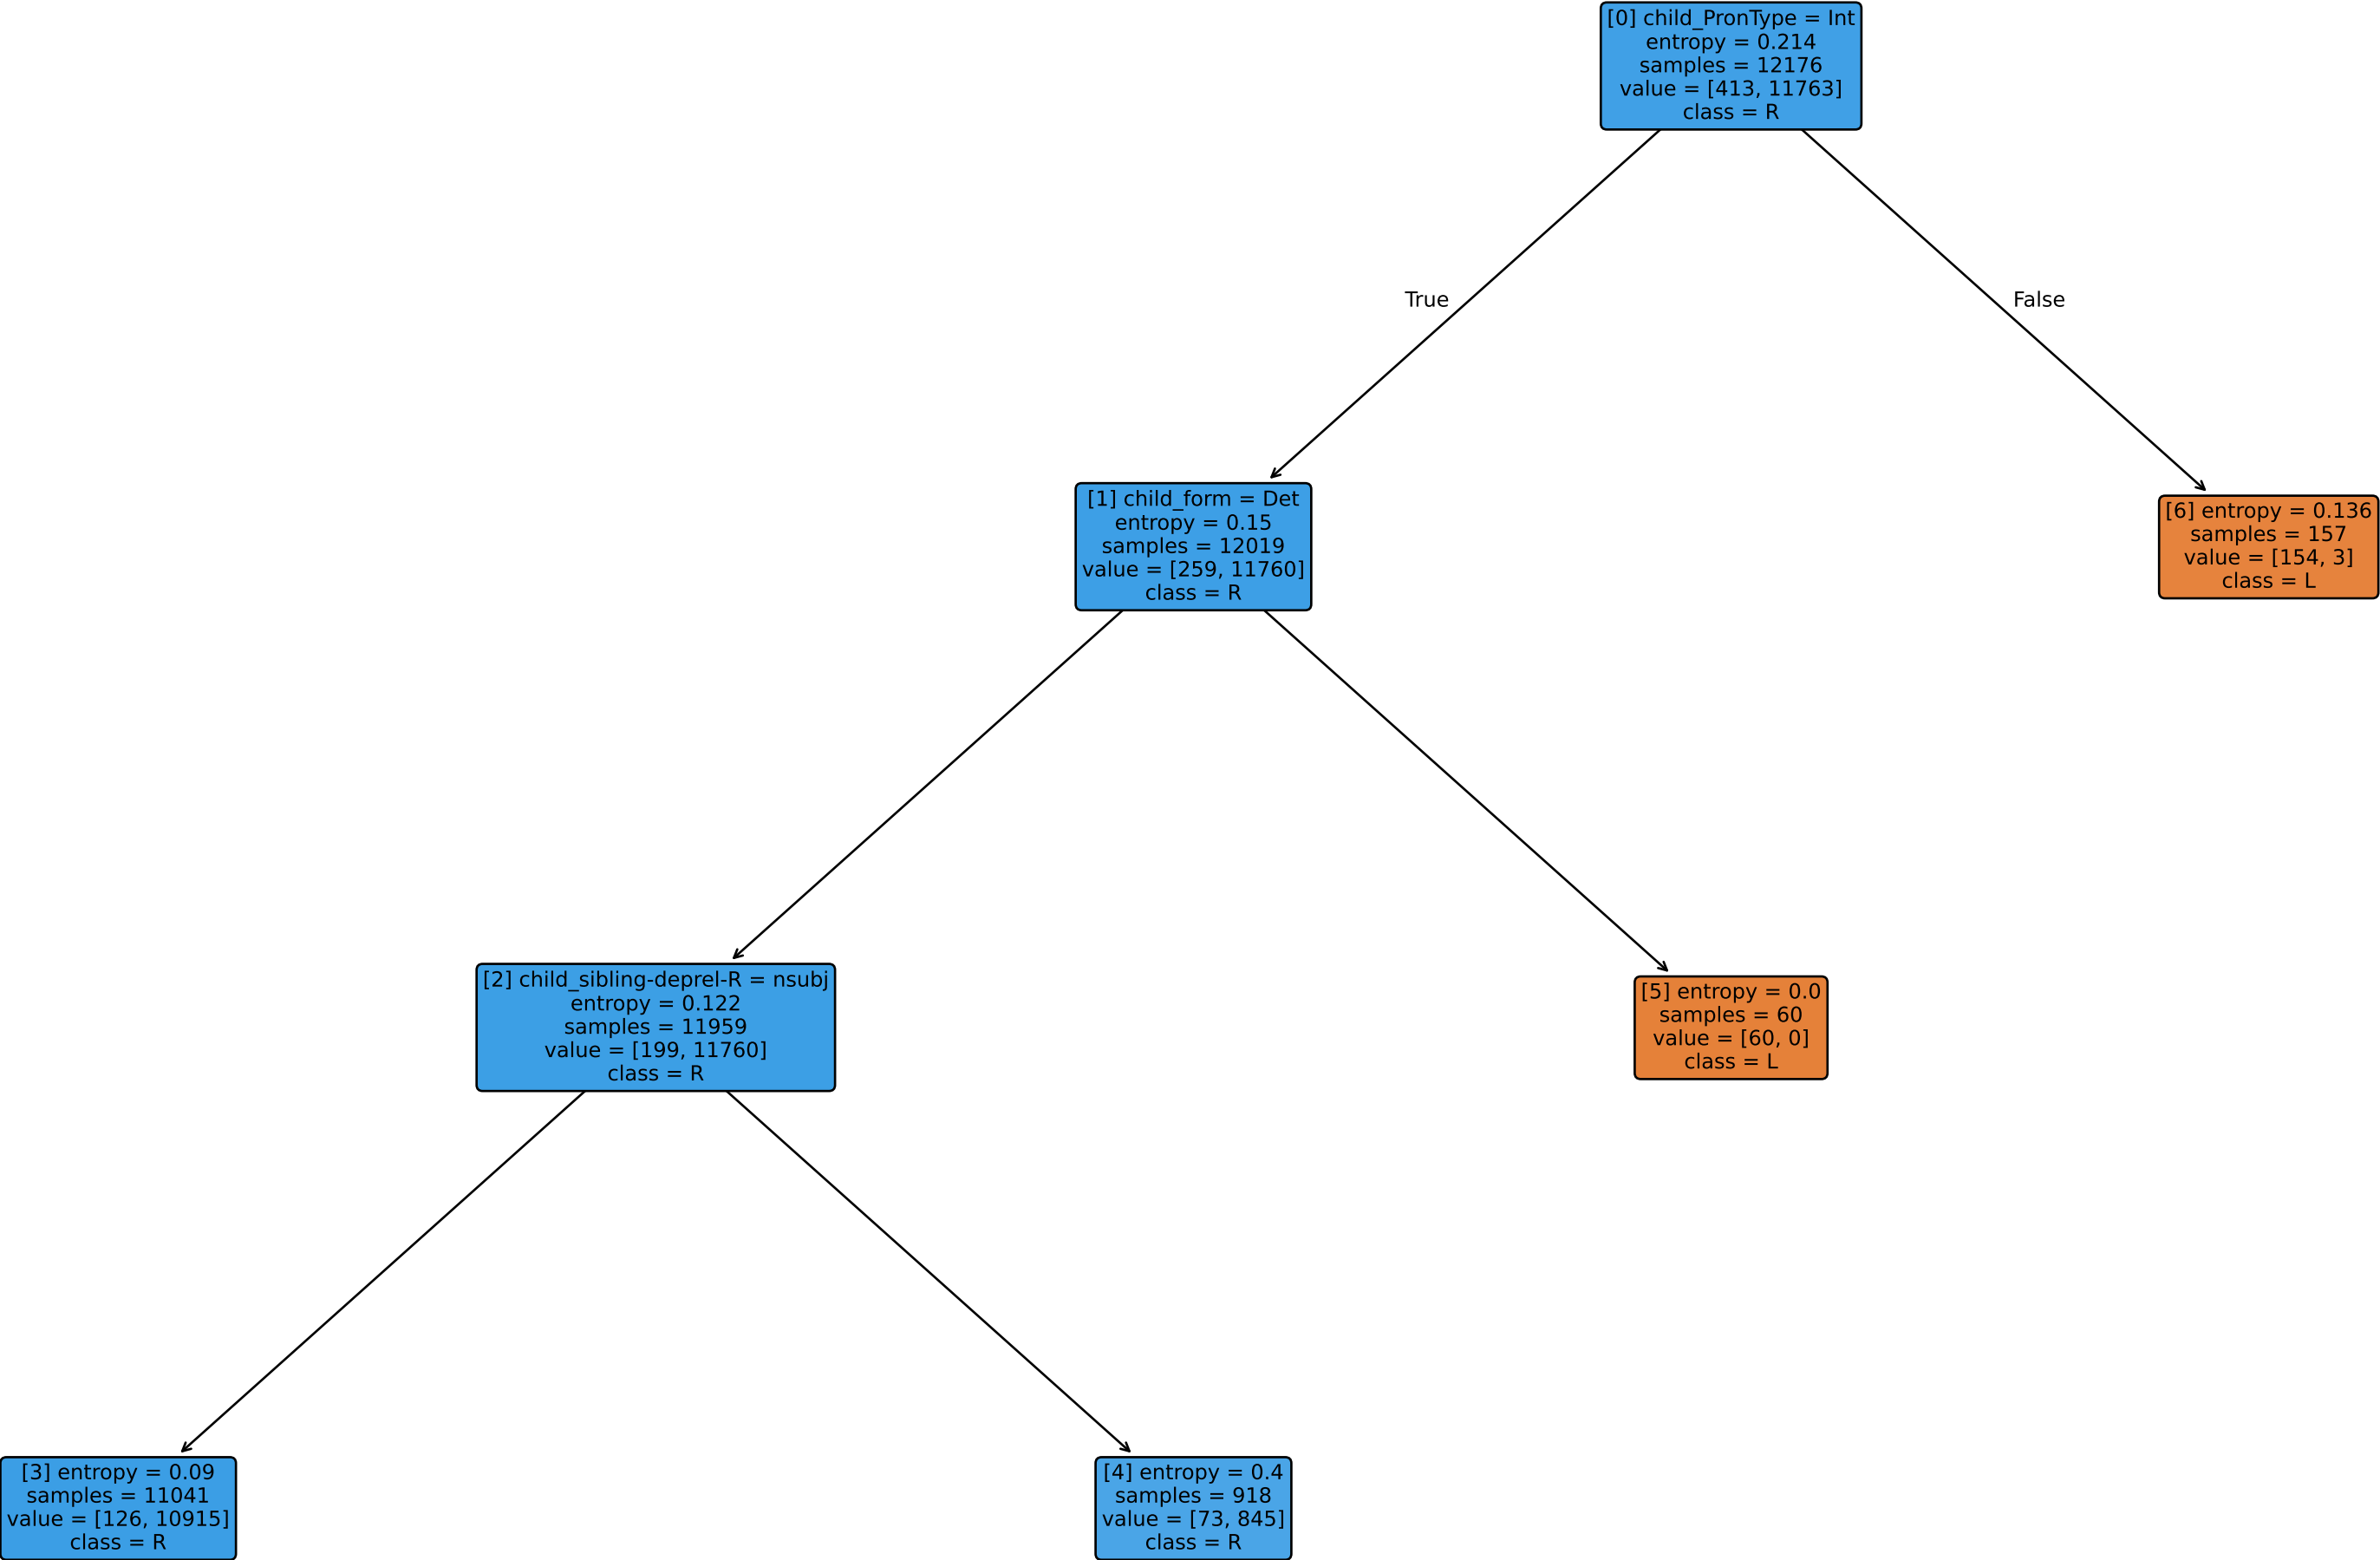 [0] child_PronType = Int
entropy = 0.214
samples = 12176
value = [413, 11763]
class = R
True
False
[1] child_form = Det
entropy = 0.15
samples = 12019
value = [259, 11760]
class = R
[6] entropy = 0.136
samples = 157
value = [154, 3]
class = L
[2] child_sibling-deprel-R = nsubj
entropy = 0.122
samples = 11959
value = [199, 11760]
class = R
[5] entropy = 0.0
samples = 60
value = [60, 0]
class = L
[3] entropy = 0.09
samples = 11041
value = [126, 10915]
class = R
[4] entropy = 0.4
samples = 918
value = [73, 845]
class = R